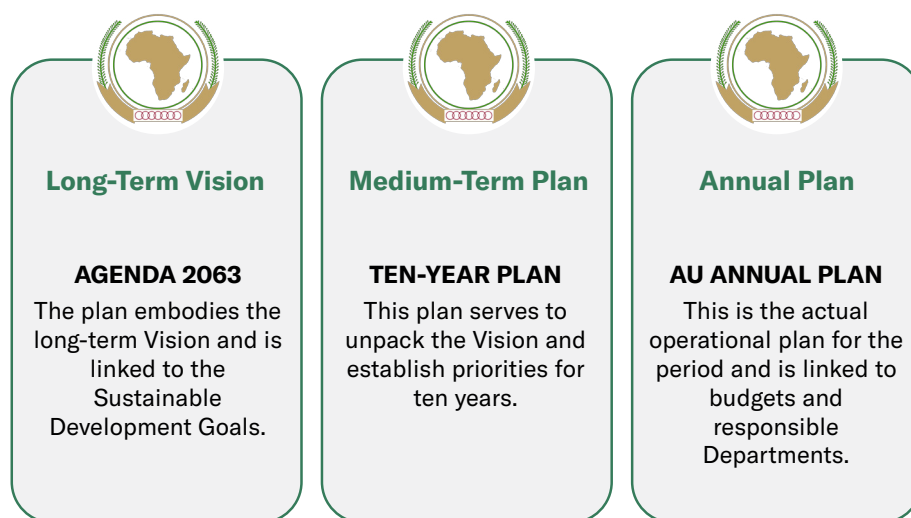 Long-Term Vision
AGENDA 2063
The plan embodies the
long-term Vision and is
linked to the
Sustainable
Development Goals.
Medium-Term Plan
TEN-YEAR PLAN
This plan serves to
unpack the Vision and
establish priorities for
ten years.
Annual Plan
AU ANNUAL PLAN
This is the actual
operational plan for the
period and is linked to
budgets and
responsible
Departments.